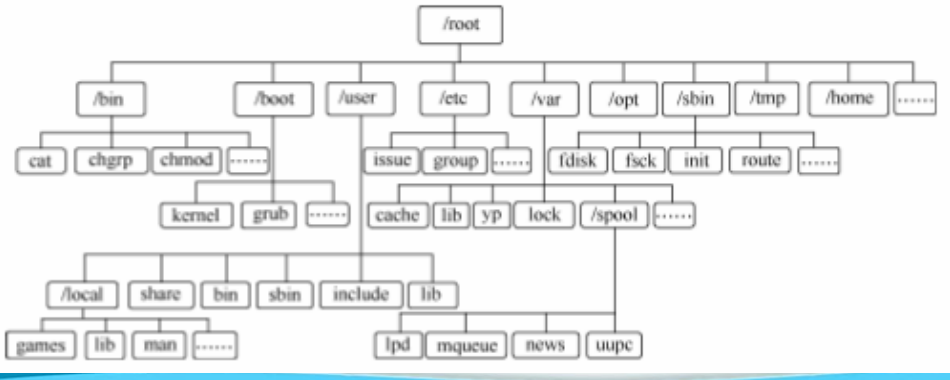 /root
/bin /boot /user /etc /var /opt /sbin /tmp /home ......
cat chgrp chmod ...... issue group ...... fdisk fsck init route ......
kernel grub ...... cache lib yp lock /spool ......
/local share bin sbin include lib
games lib man ...... lpd mqueue news uupc